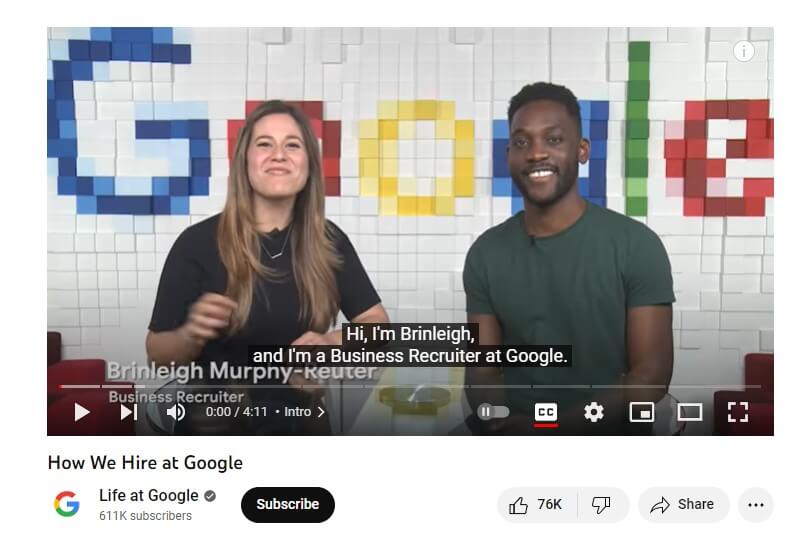 Google
Hi, I'm Brinleigh,
and I'm a Business Recruiter at Google.
Brinleigh Murphy-Reuter
Business Recruiter
0:00 / 4:11 • Intro
CC
How We Hire at Google
Life at Google
611K subscribers
Subscribe
76K
Share